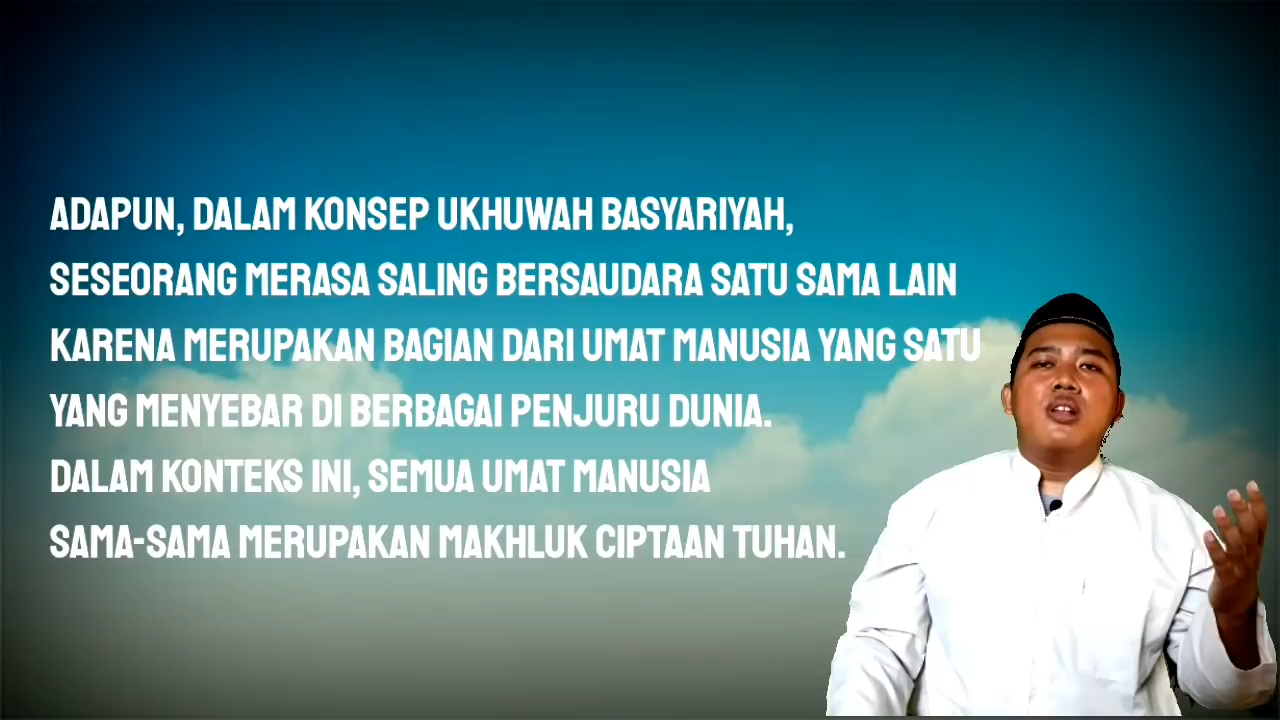 ADAPUN, DALAM KONSEP UKHUWAH BASYARIYAH,
SESEORANG MERASA SALING BERSAUDARA SATU SAMA LAIN
KARENA MERUPAKAN BAGIAN DARI UMAT MANUSIA YANG SATU
YANG MENYEBAR DI BERBAGAI PENJURU DUNIA.
DALAM KONTEKS INI, SEMUA UMAT MANUSIA
SAMA-SAMA MERUPAKAN MAKHLUK CIPTAAN TUHAN.